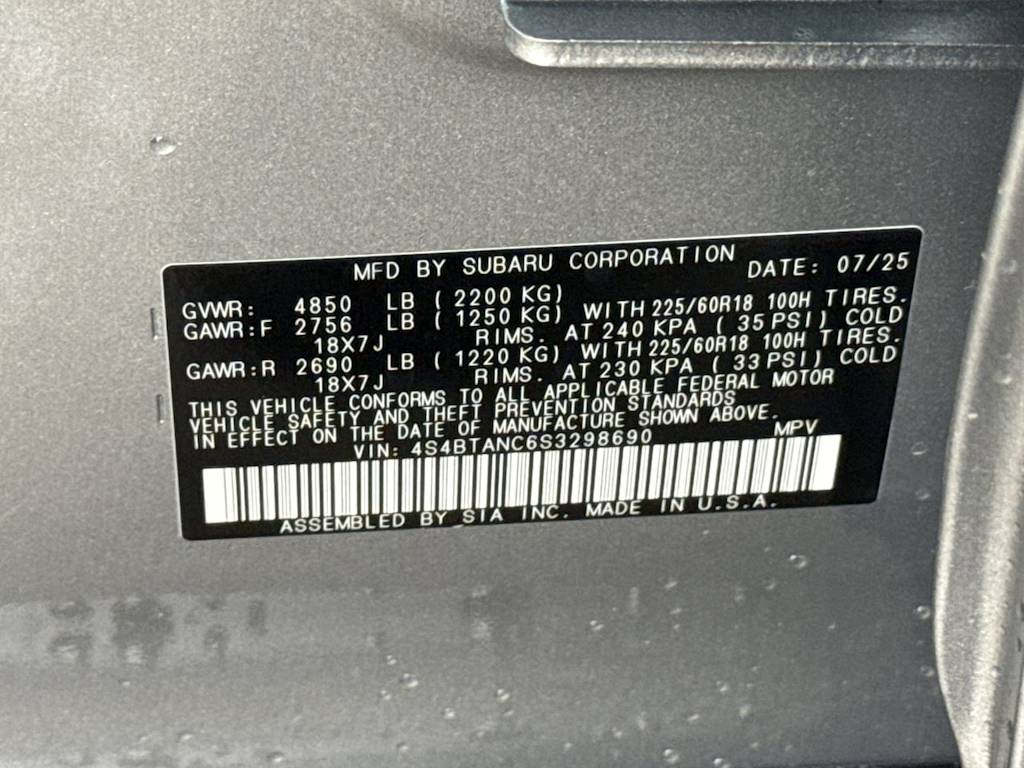 MFD BY SUBARU CORPORATION DATE: 07/25
GVWR: 4850 LB ( 2200 KG)
GAWR:F 2756 LB ( 1250 KG) WITH 225/60R18 100H TIRES.
18X7J RIMS. AT 240 KPA ( 35 PSI) COLD
GAWR:R 2690 LB ( 1220 KG) WITH 225/60R18 100H TIRES.
18X7J RIMS. AT 230 KPA ( 33 PSI) COLD
THIS VEHICLE CONFORMS TO ALL APPLICABLE FEDERAL MOTOR
VEHICLE SAFETY AND THEFT PREVENTION STANDARDS
IN EFFECT ON THE DATE OF MANUFACTURE SHOWN ABOVE.
VIN: 4S4BTANC6S3298690 MPV
ASSEMBLED BY SIA INC. MADE IN U.S.A.